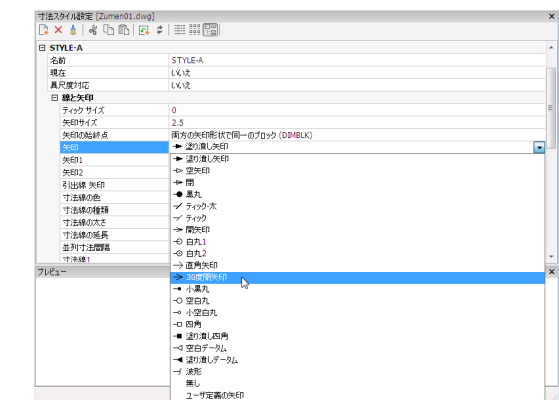 寸法スタイル設定 [Zumen01.dwg]
STYLE-A
名前 STYLE-A
現在 いいえ
異尺度対応 いいえ
線と矢印
ティック サイズ 0
矢印サイズ 2.5
矢印の始終点 両方の矢印形状で同一のブロック (DIMBLK)
矢印 塗り潰し矢印
矢印1 塗り潰し矢印
矢印2 空矢印
引出線 矢印 閉
寸法線の色 黒丸
寸法線の種類 ティック-太
寸法線の太さ ティック
寸法線の延長 開矢印
並列寸法間隔 白丸1
寸法線1 白丸2
プレビュー 直角矢印
30度開矢印
小黒丸
空白丸
小空白丸
四角
塗り潰し四角
空白データム
塗り潰しデータム
波形
無し
ユーザ定義の矢印